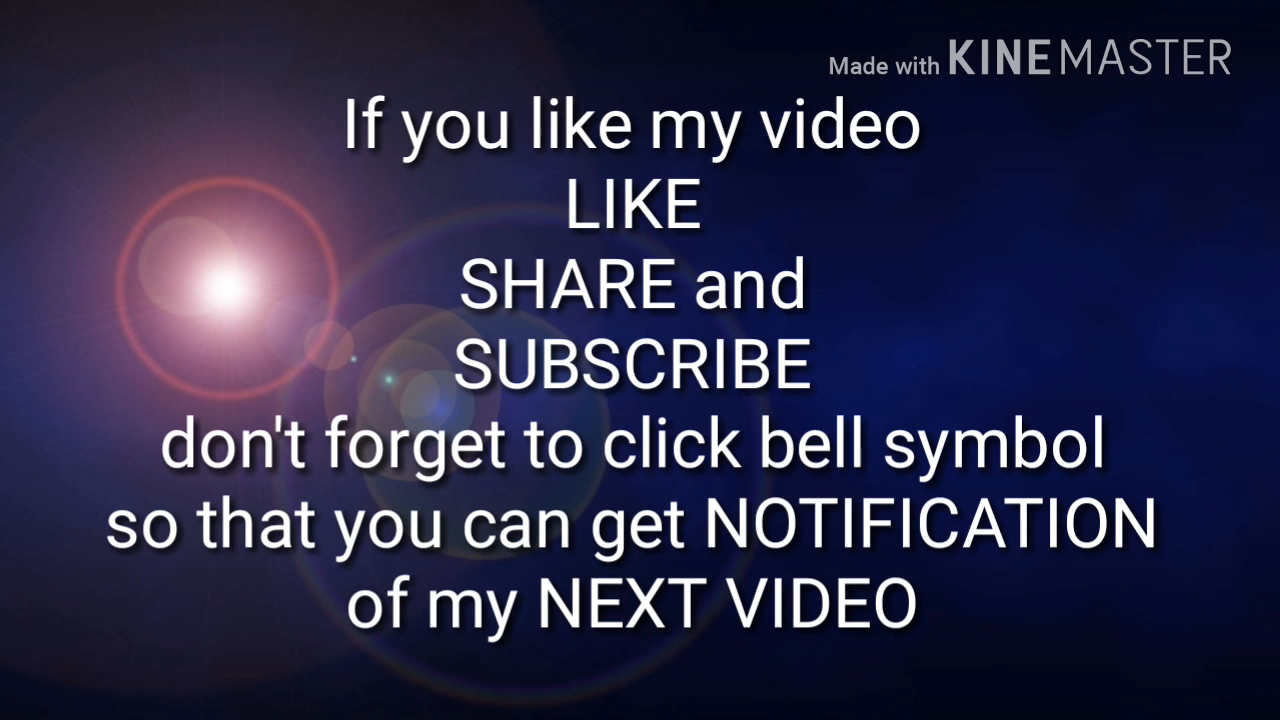 Made with KINEMASTER
If you like my video
LIKE
SHARE and
SUBSCRIBE
don't forget to click bell symbol
so that you can get NOTIFICATION
of my NEXT VIDEO